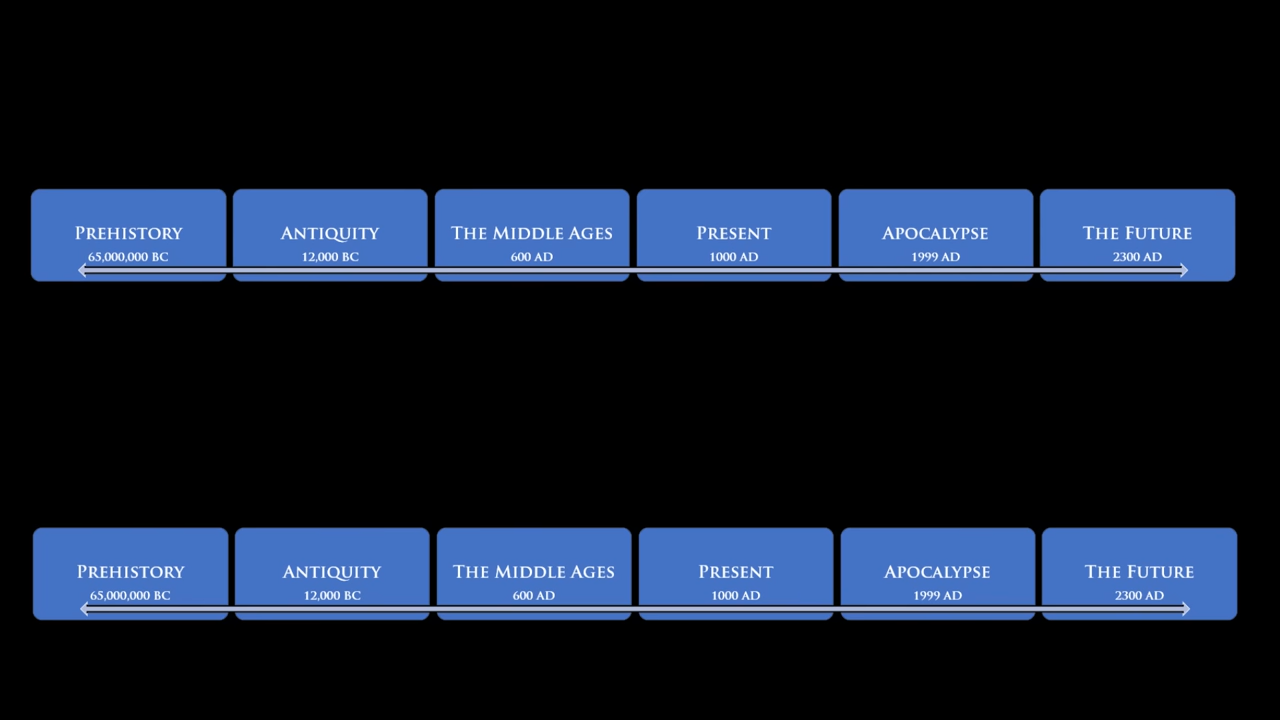 Prehistory
65,000,000 BC
Antiquity
12,000 BC
The Middle Ages
600 AD
Present
1000 AD
Apocalypse
1999 AD
The Future
2300 AD
Prehistory
65,000,000 BC
Antiquity
12,000 BC
The Middle Ages
600 AD
Present
1000 AD
Apocalypse
1999 AD
The Future
2300 AD